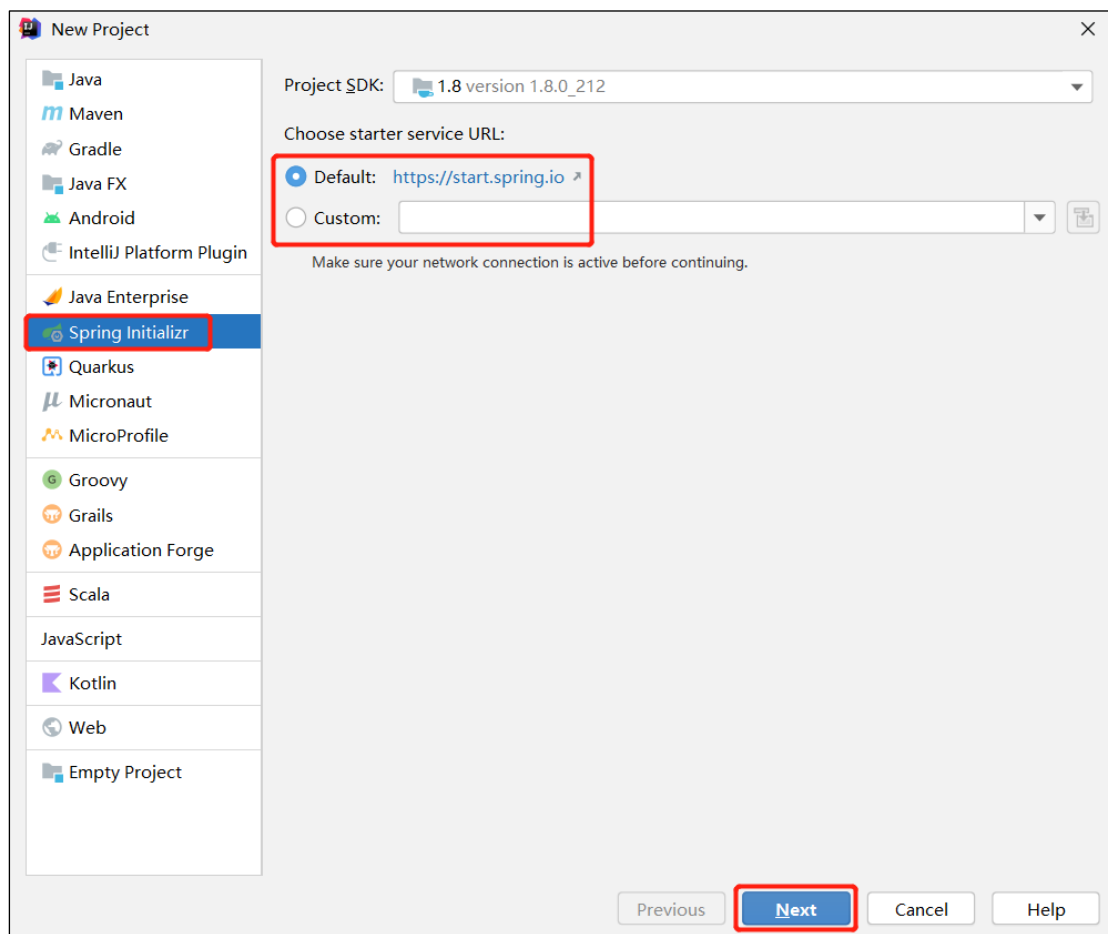 New Project
Java
Maven
Gradle
Java FX
Android
IntelliJ Platform Plugin
Java Enterprise
Spring Initializr
Quarkus
Micronaut
MicroProfile
Groovy
Grails
Application Forge
Scala
JavaScript
Kotlin
Web
Empty Project
Project SDK: 1.8 version 1.8.0_212
Choose starter service URL:
Default: https://start.spring.io
Custom:
Make sure your network connection is active before continuing.
Previous Next Cancel Help